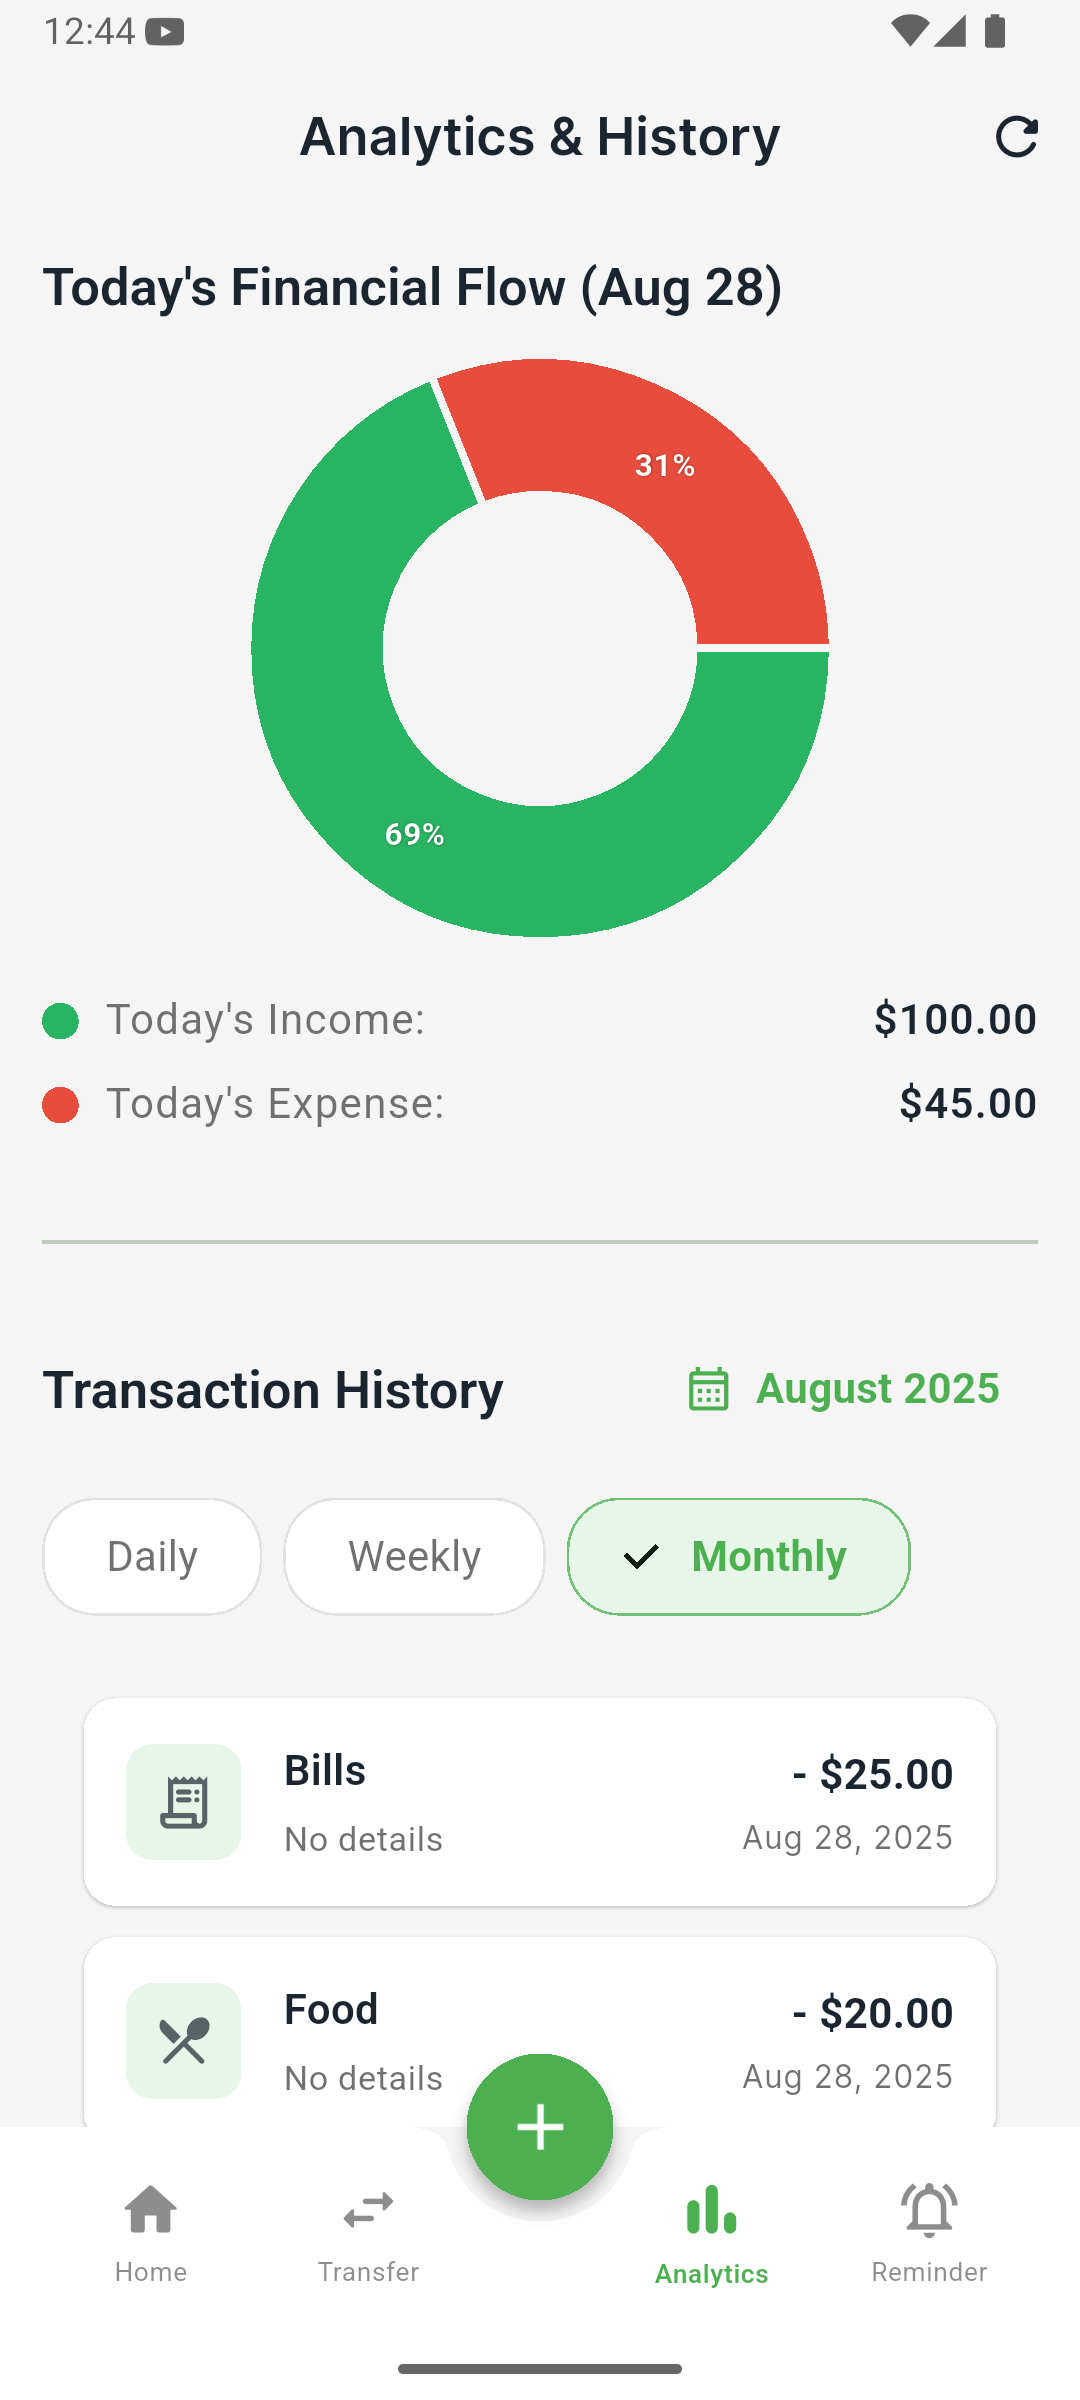 12:44
Analytics & History
Today's Financial Flow (Aug 28)
31%
69%
Today's Income: $100.00
Today's Expense: $45.00
Transaction History August 2025
Daily Weekly Monthly
Bills - $25.00
No details Aug 28, 2025
Food - $20.00
No details Aug 28, 2025
Home Transfer Analytics Reminder